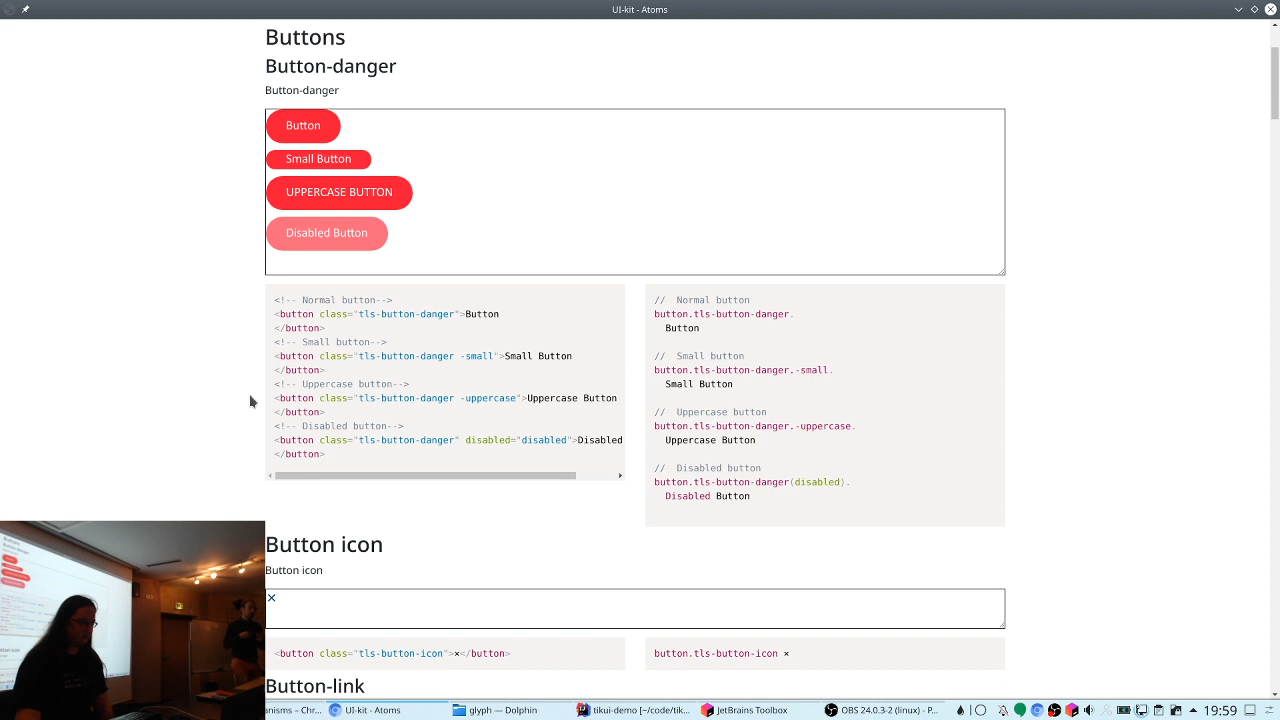 UI-kit - Atoms
Buttons
Button-danger
Button-danger
Button
Small Button
UPPERCASE BUTTON
Disabled Button
<!-- Normal button-->
<button class="tls-button-danger">Button
</button>
<!-- Small button-->
<button class="tls-button-danger -small">Small Button
</button>
<!-- Uppercase button-->
<button class="tls-button-danger -uppercase">Uppercase Button
</button>
<!-- Disabled button-->
<button class="tls-button-danger" disabled="disabled">Disabled
</button>
//  Normal button
button.tls-button-danger.
  Button
//  Small button
button.tls-button-danger.-small.
  Small Button
//  Uppercase button
button.tls-button-danger.-uppercase.
  Uppercase Button
//  Disabled button
button.tls-button-danger(disabled).
  Disabled Button
Button icon
Button icon
×
<button class="tls-button-icon">×</button>
button.tls-button-icon ×
Button-link
anisms — Chr...
UI-kit - Atoms
glyph — Dolphin
tikui-demo [~/code/tik...
JetBrains Toolbox
OBS 24.0.3-2 (linux) - P...
19:59